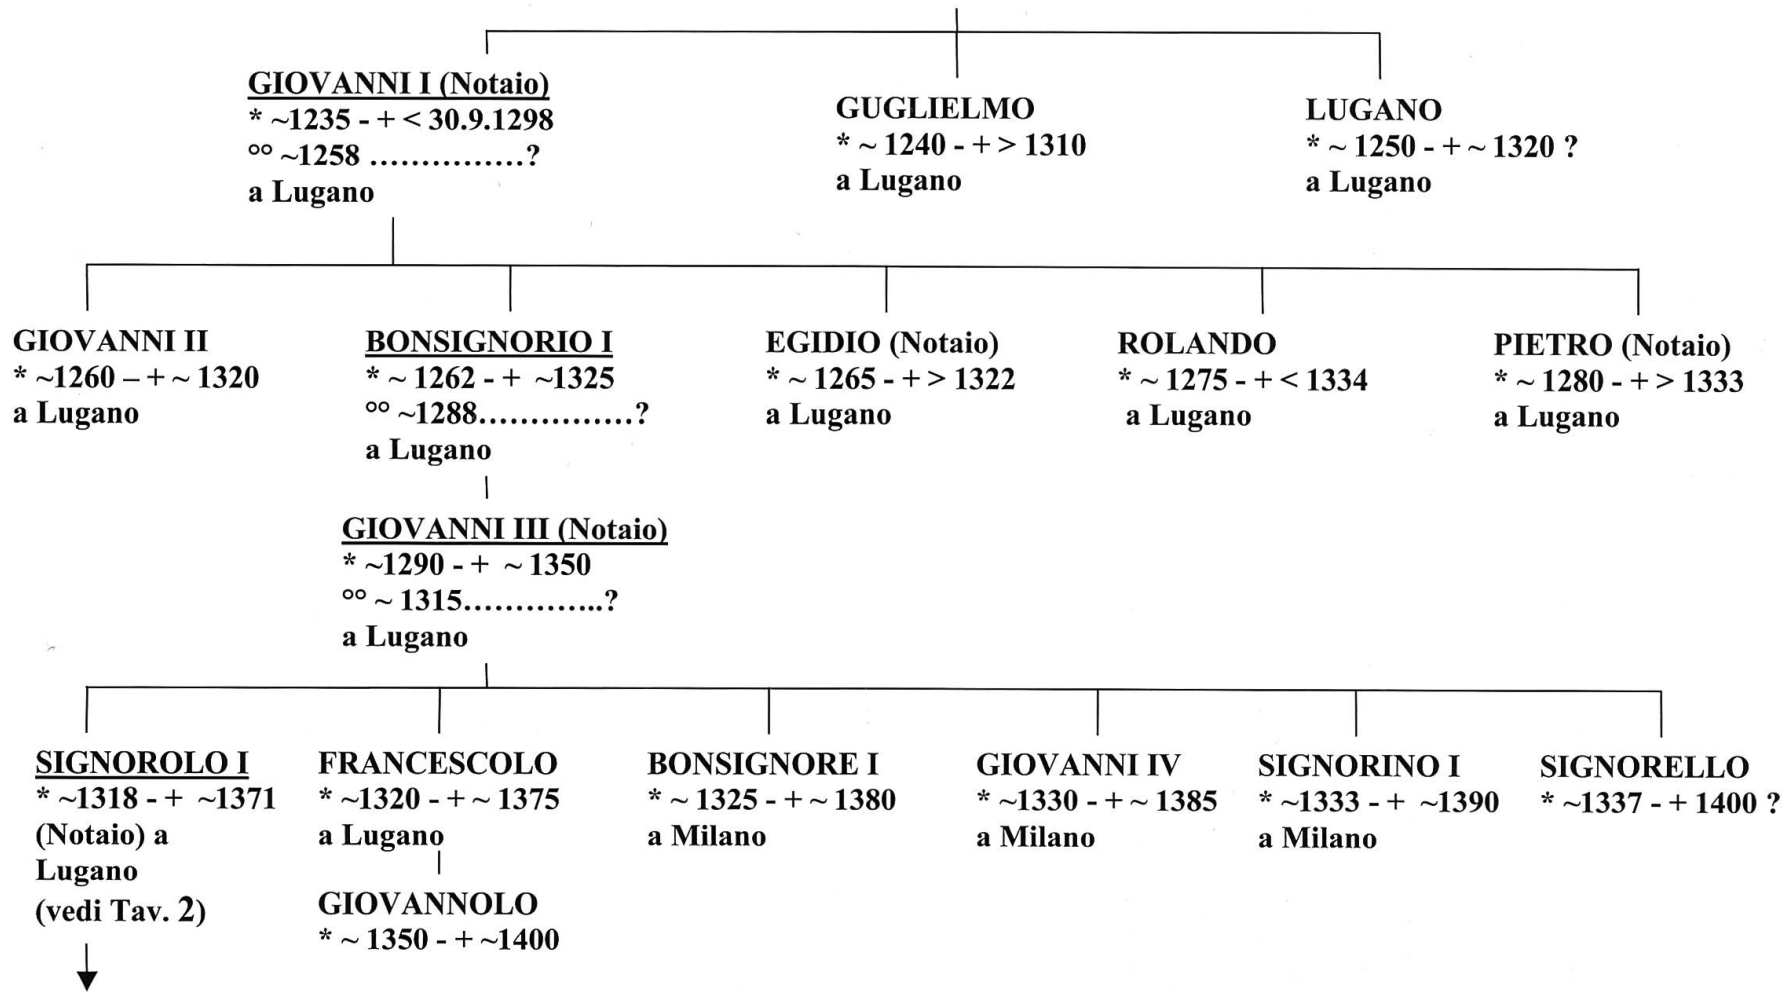 GIOVANNI I (Notaio)
* ~1235 - + < 30.9.1298
°° ~1258 ……………?
a Lugano
GUGLIELMO
* ~ 1240 - + > 1310
a Lugano
LUGANO
* ~ 1250 - + ~ 1320 ?
a Lugano
GIOVANNI II
* ~1260 – + ~ 1320
a Lugano
BONSIGNORIO I
* ~ 1262 - + ~1325
°° ~1288……………?
a Lugano
EGIDIO (Notaio)
* ~ 1265 - + > 1322
a Lugano
ROLANDO
* ~ 1275 - + < 1334
a Lugano
PIETRO (Notaio)
* ~ 1280 - + > 1333
a Lugano
GIOVANNI III (Notaio)
* ~1290 - + ~ 1350
°° ~ 1315…………..?
a Lugano
SIGNOROLO I
* ~1318 - + ~1371
(Notaio) a
Lugano
(vedi Tav. 2)
FRANCESCOLO
* ~1320 - + ~ 1375
a Lugano
GIOVANNOLO
* ~ 1350 - + ~1400
BONSIGNORE I
* ~ 1325 - + ~ 1380
a Milano
GIOVANNI IV
* ~1330 - + ~ 1385
a Milano
SIGNORINO I
* ~1333 - + ~1390
a Milano
SIGNORELLO
* ~1337 - + 1400 ?